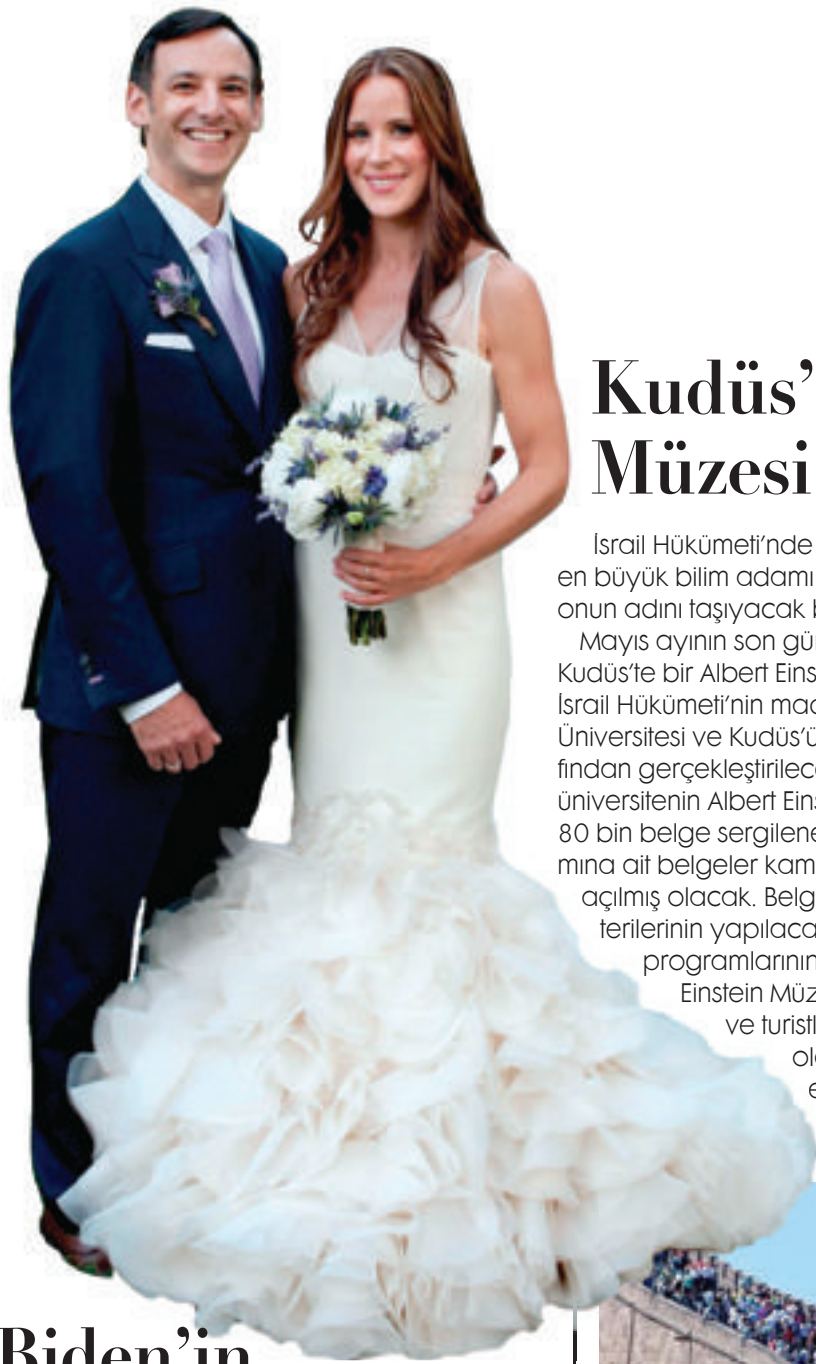 Kudüs'
Müzesi
İsrail Hükümeti'nde
en büyük bilim adamı
onun adını taşıyacak b
Mayıs ayının son gün
Kudüs'te bir Albert Eins
İsrail Hükümeti'nin mad
Üniversitesi ve Kudüs'ü
fından gerçekleştirilece
üniversitenin Albert Eins
80 bin belge sergilene
mına ait belgeler kam
açılmış olacak. Belg
terilerinin yapılaca
programlarının
Einstein Müz
ve turistl
ol
e
Biden'in